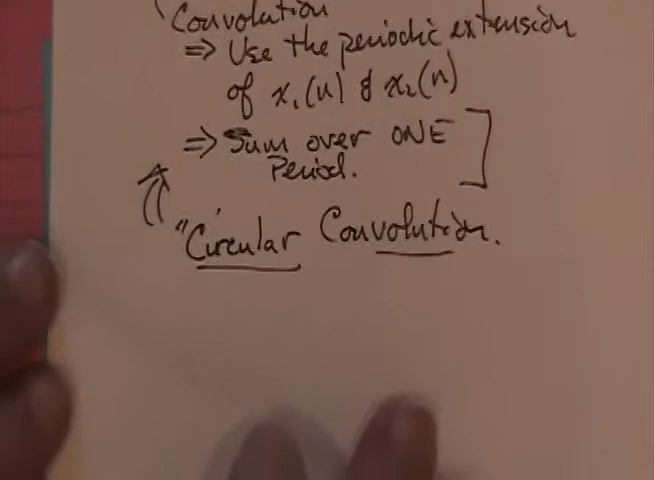 Convolution
⇒ Use the periodic extension
of x₁(n) & x₂(n)
⇒ Sum over ONE
Period.
"Circular Convolution.